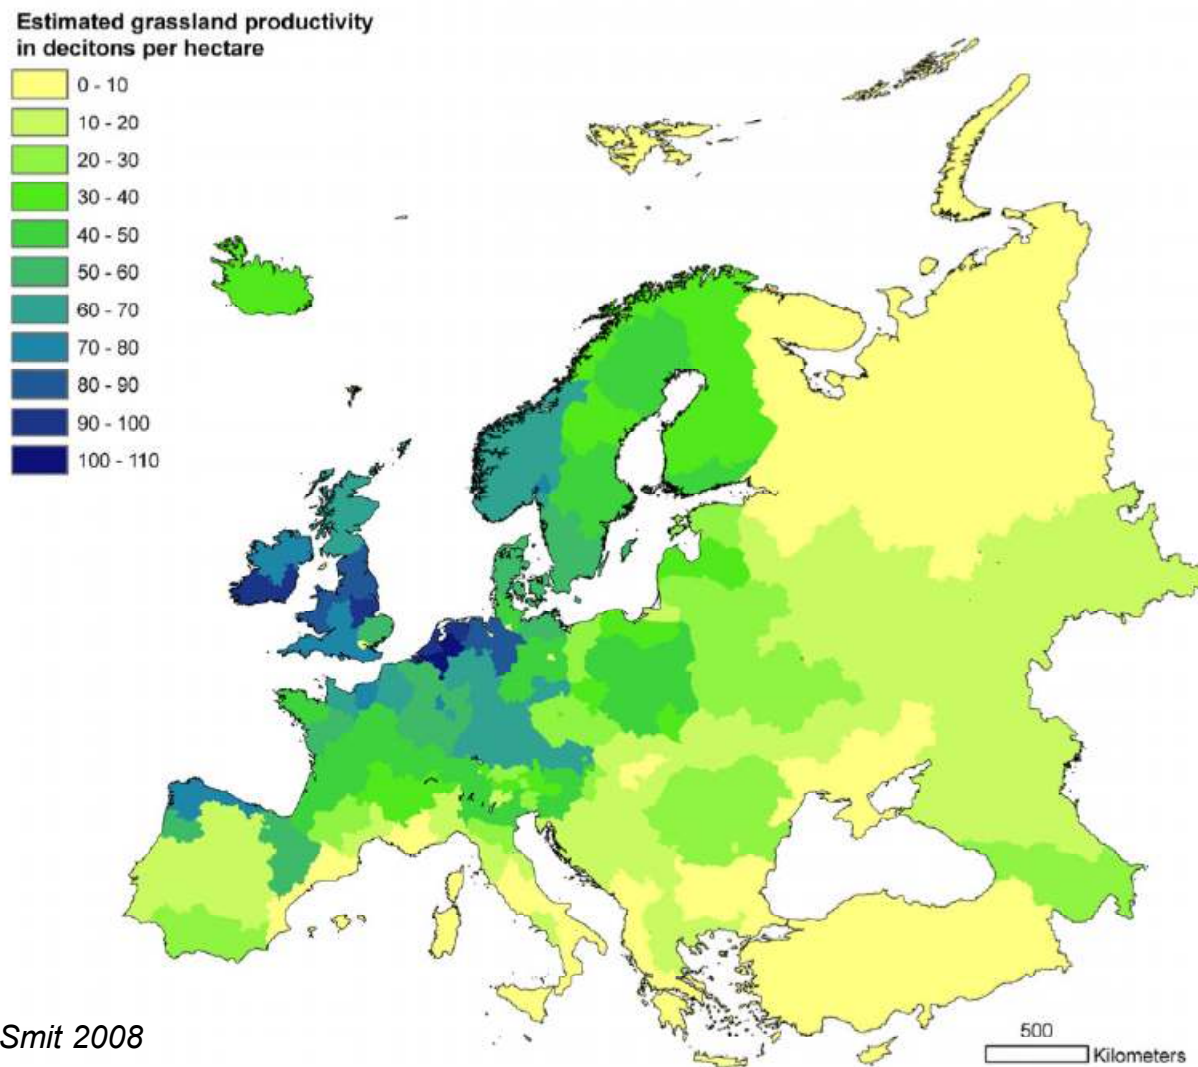 Estimated grassland productivity
in decitons per hectare
0 - 10
10 - 20
20 - 30
30 - 40
40 - 50
50 - 60
60 - 70
70 - 80
80 - 90
90 - 100
100 - 110
Smit 2008
500
Kilometers